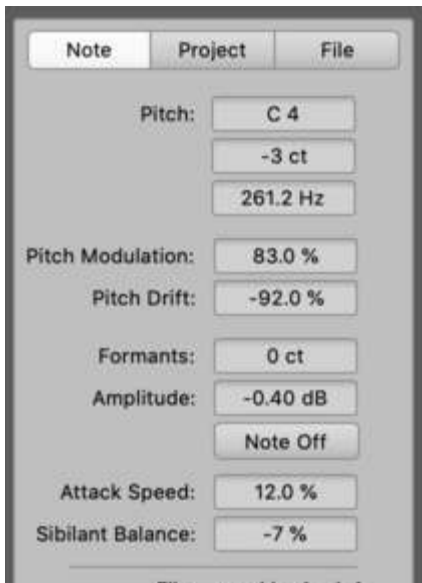 Note Project File
Pitch: C 4
-3 ct
261.2 Hz
Pitch Modulation: 83.0 %
Pitch Drift: -92.0 %
Formants: 0 ct
Amplitude: -0.40 dB
Note Off
Attack Speed: 12.0 %
Sibilant Balance: -7 %